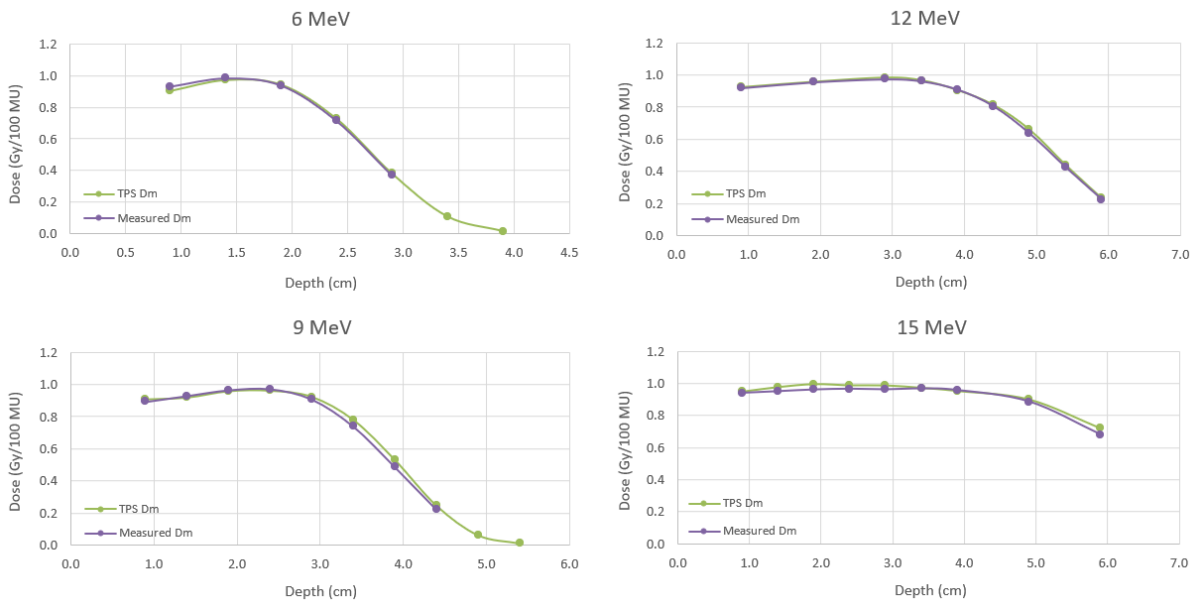 6 MeV
Dose (Gy/100 MU)
1.2
1.0
0.8
0.6
0.4
0.2
0.0
TPS Dm
Measured Dm
0.0 0.5 1.0 1.5 2.0 2.5 3.0 3.5 4.0 4.5
Depth (cm)
12 MeV
Dose (Gy/100 MU)
1.2
1.0
0.8
0.6
0.4
0.2
0.0
TPS Dm
Measured Dm
0.0 1.0 2.0 3.0 4.0 5.0 6.0 7.0
Depth (cm)
9 MeV
Dose (Gy/100 MU)
1.2
1.0
0.8
0.6
0.4
0.2
0.0
TPS Dm
Measured Dm
0.0 1.0 2.0 3.0 4.0 5.0 6.0
Depth (cm)
15 MeV
Dose (Gy/100 MU)
1.2
1.0
0.8
0.6
0.4
0.2
0.0
TPS Dm
Measured Dm
0.0 1.0 2.0 3.0 4.0 5.0 6.0 7.0
Depth (cm)